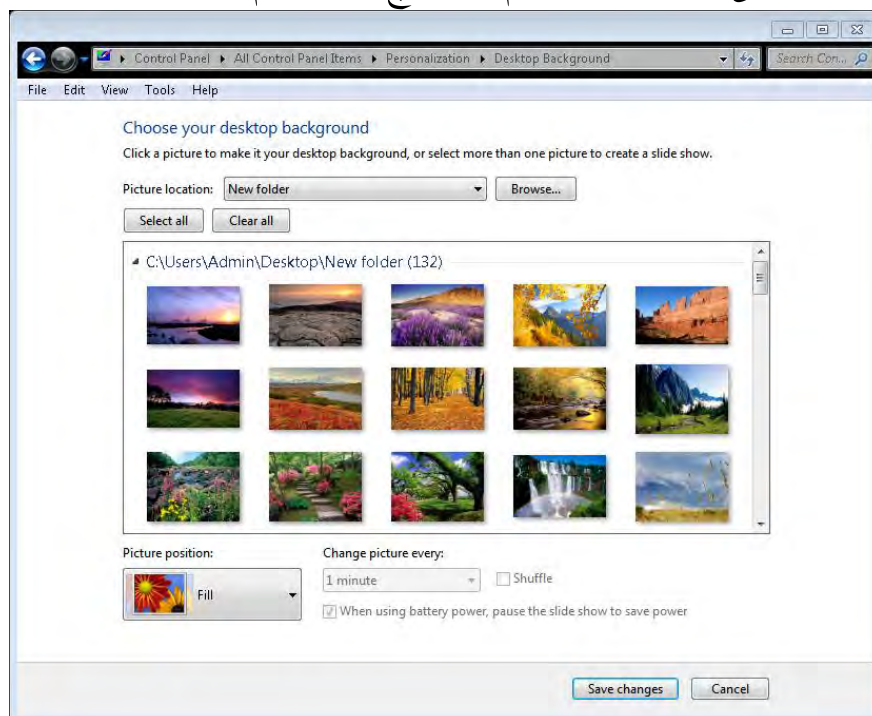 Control Panel ▸ All Control Panel Items ▸ Personalization ▸ Desktop Background
Search Con...
File Edit View Tools Help
Choose your desktop background
Click a picture to make it your desktop background, or select more than one picture to create a slide show.
Picture location: New folder Browse...
Select all Clear all
C:\Users\Admin\Desktop\New folder (132)
Picture position: Change picture every:
Fill 1 minute Shuffle
When using battery power, pause the slide show to save power
Save changes Cancel